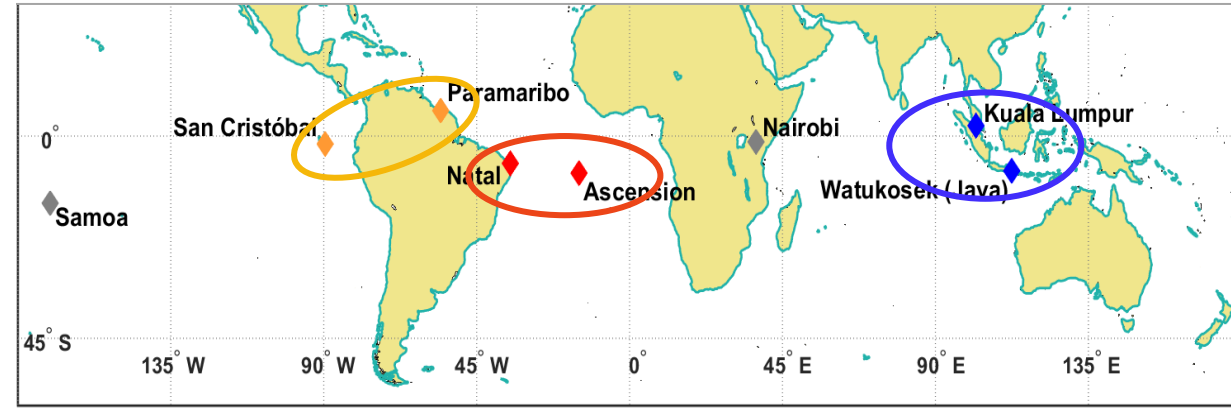 Paramaribo
San Cristóbal
Kuala Lumpur
Nairobi
0°
Natal
Ascension
Watukosek (Java)
Samoa
45° S
135° W
90° W
45° W
0°
45° E
90° E
135° E